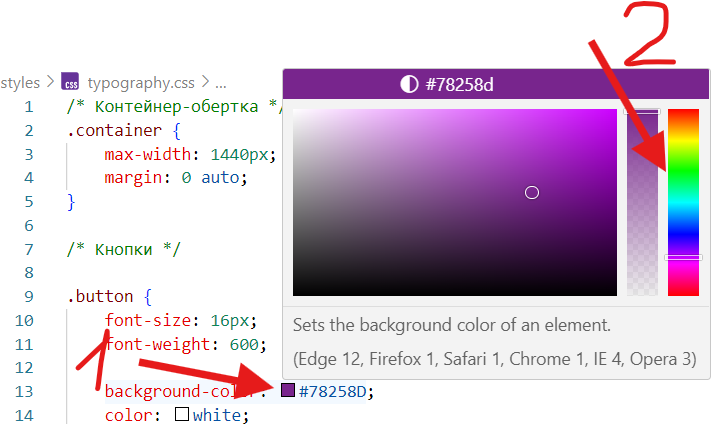 2
#78258d
styles > css typography.css > ...
1 /* Контейнер-обертка */
2 .container {
3 max-width: 1440px;
4 margin: 0 auto;
5 }
6
7 /* Кнопки */
8
9 .button {
10 font-size: 16px;
11 font-weight: 600;
12
13 background-color: #78258D;
14 color: white;
Sets the background color of an element.
(Edge 12, Firefox 1, Safari 1, Chrome 1, IE 4, Opera 3)
1